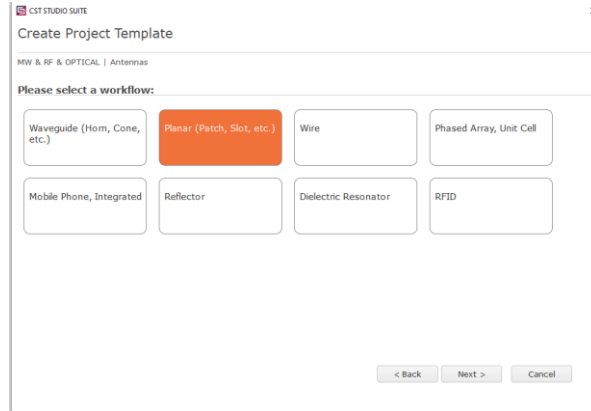 CST STUDIO SUITE
Create Project Template
MW & RF & OPTICAL | Antennas
Please select a workflow:
Waveguide (Horn, Cone,
etc.)
Planar (Patch, Slot, etc.)
Wire
Phased Array, Unit Cell
Mobile Phone, Integrated
Reflector
Dielectric Resonator
RFID
< Back
Next >
Cancel